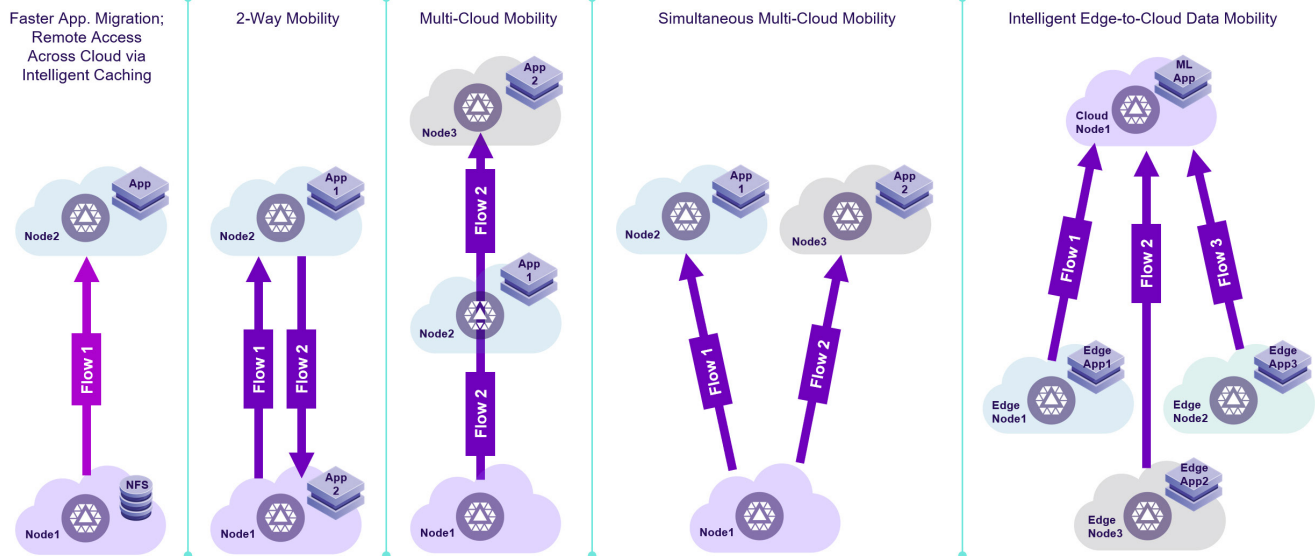 Faster App. Migration;
Remote Access
Across Cloud via
Intelligent Caching
App
Node2
Flow 1
NFS
Node1
2-Way Mobility
App
1
Node2
Flow 1
Flow 2
App
2
Node1
Multi-Cloud Mobility
App
2
Node3
Flow 2
App
1
Node2
Flow 2
Node1
Simultaneous Multi-Cloud Mobility
App
1
Node2
App
2
Node3
Flow 1
Flow 2
Node1
Intelligent Edge-to-Cloud Data Mobility
ML
App
Cloud
Node1
Flow 1
Flow 2
Flow 3
Edge
App1
Edge
Node1
Edge
App3
Edge
Node2
Edge
App2
Edge
Node3